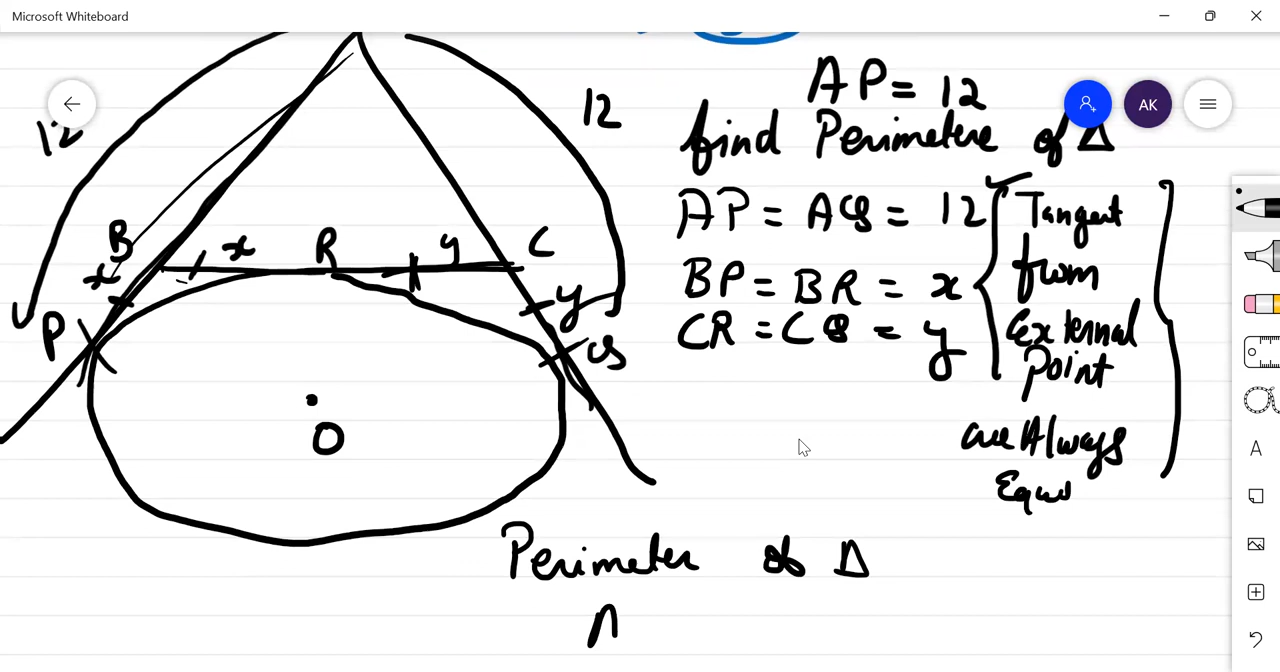 Microsoft Whiteboard
AP = 12
find Perimetere of Δ
12
12
AK
AP = AQ = 12
Tangent
B
x
R
y
C
from
x
BP = BR = x
y
P
CR = CQ = y
External
Q
Point
O
are Always
Equal
Perimeter of Δ
A